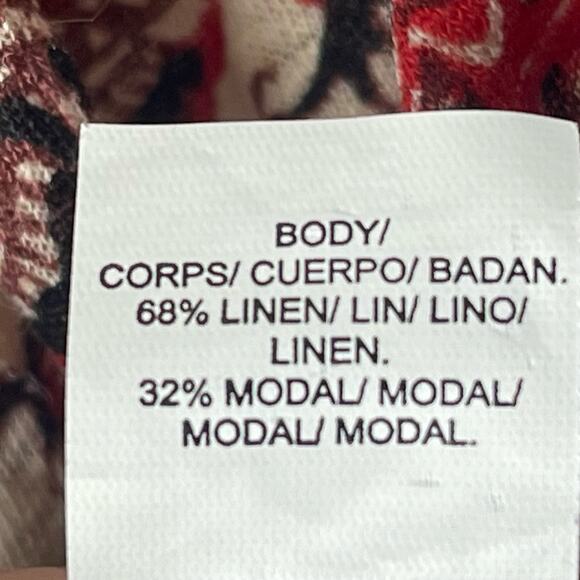 BODY/
CORPS/ CUERPO/ BADAN.
68% LINEN/ LIN/ LINO/
LINEN.
32% MODAL/ MODAL/
MODAL/ MODAL.